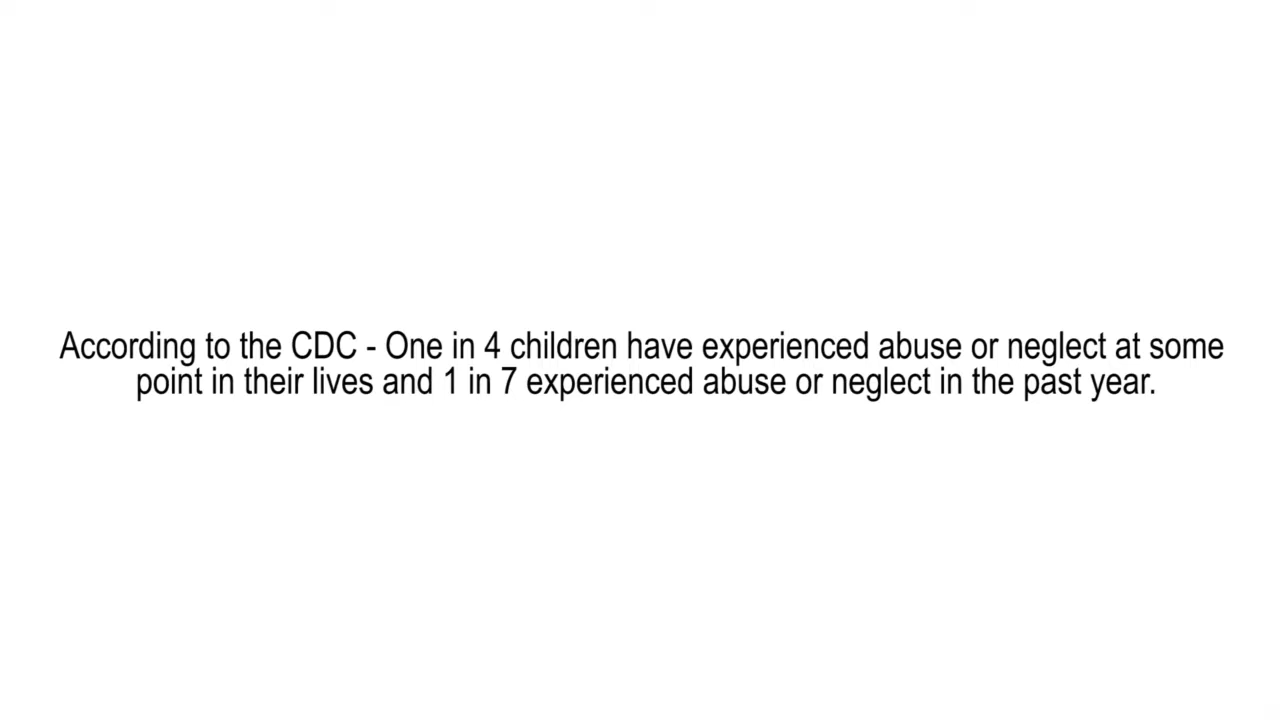 According to the CDC - One in 4 children have experienced abuse or neglect at some
point in their lives and 1 in 7 experienced abuse or neglect in the past year.